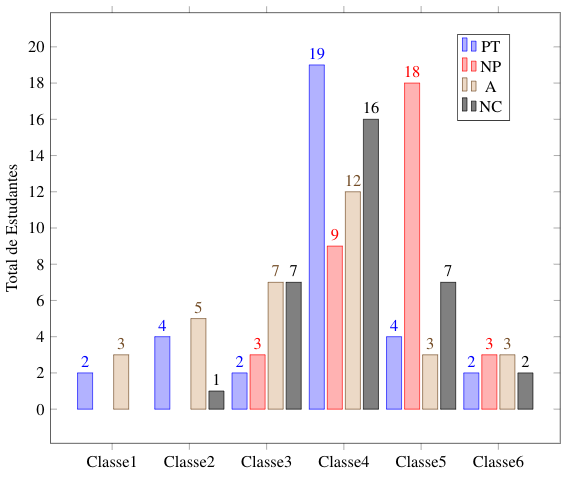 PT
NP
A
NC
Total de Estudantes
20
18
16
14
12
10
8
6
4
2
0
2 3
4 5 1
2 3 7 7
19 9 12 16
4 18 3 7
2 3 3 2
Classe1 Classe2 Classe3 Classe4 Classe5 Classe6